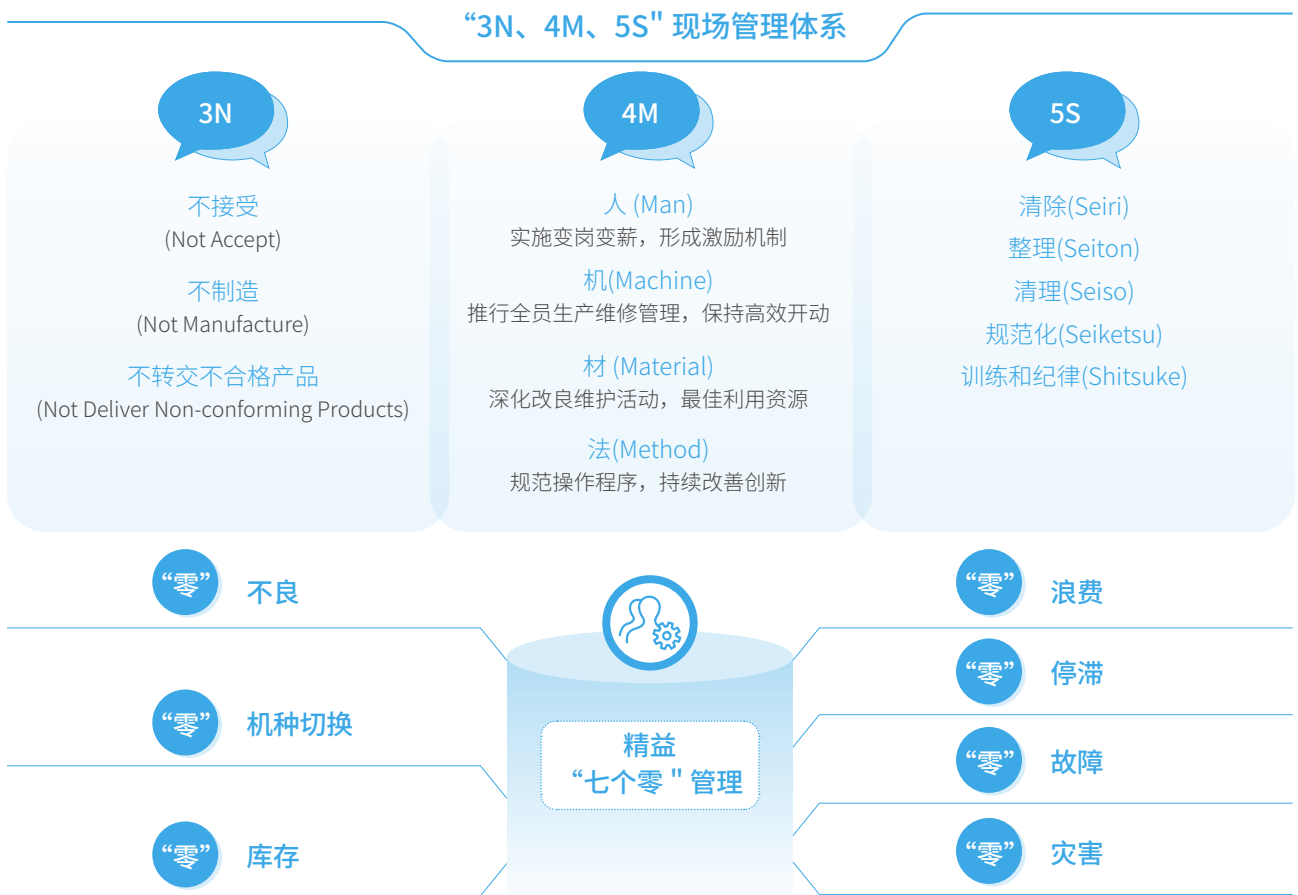 “3N、4M、5S"现场管理体系
3N
不接受
(Not Accept)
不制造
(Not Manufacture)
不转交不合格产品
(Not Deliver Non-conforming Products)
4M
人 (Man)
实施变岗变薪，形成激励机制
机(Machine)
推行全员生产维修管理，保持高效开动
材 (Material)
深化改良维护活动，最佳利用资源
法(Method)
规范操作程序，持续改善创新
5S
清除(Seiri)
整理(Seiton)
清理(Seiso)
规范化(Seiketsu)
训练和纪律(Shitsuke)
“零” 不良
“零” 机种切换
“零” 库存
精益
“七个零＂管理
“零” 浪费
“零” 停滞
“零” 故障
“零” 灾害